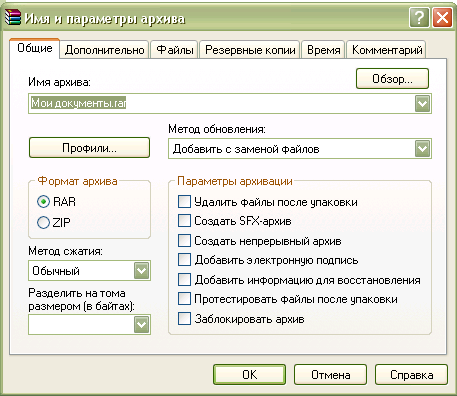 Имя и параметры архива
Общие Дополнительно Файлы Резервные копии Время Комментарий
Имя архива:
Обзор...
Мои документы.rar
Метод обновления:
Профили...
Добавить с заменой файлов
Формат архива
RAR
ZIP
Метод сжатия:
Обычный
Разделить на тома
размером (в байтах):
Параметры архивации
Удалить файлы после упаковки
Создать SFX-архив
Создать непрерывный архив
Добавить электронную подпись
Добавить информацию для восстановления
Протестировать файлы после упаковки
Заблокировать архив
OK Отмена Справка